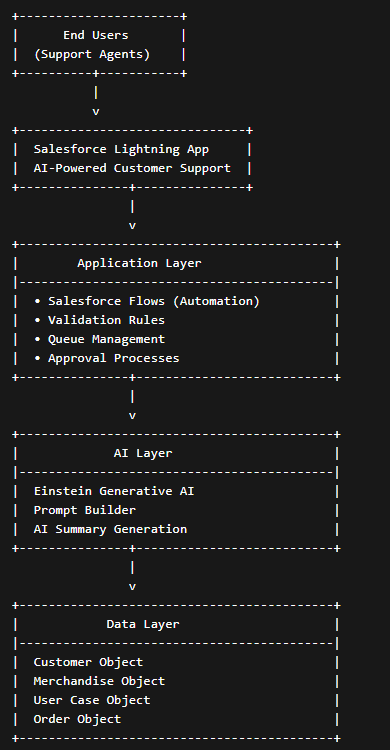 End Users
(Support Agents)
v
Salesforce Lightning App
AI-Powered Customer Support
v
Application Layer
• Salesforce Flows (Automation)
• Validation Rules
• Queue Management
• Approval Processes
v
AI Layer
Einstein Generative AI
Prompt Builder
AI Summary Generation
v
Data Layer
Customer Object
Merchandise Object
User Case Object
Order Object